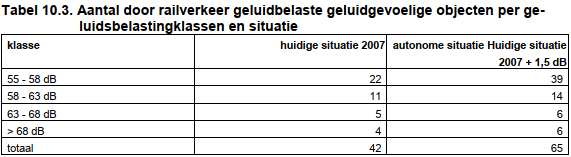 Tabel 10.3. Aantal door railverkeer geluidbelaste geluidgevoelige objecten per ge-
luidsbelastingklassen en situatie
klasse huidige situatie 2007 autonome situatie Huidige situatie
2007 + 1,5 dB
55 - 58 dB 22 39
58 - 63 dB 11 14
63 - 68 dB 5 6
> 68 dB 4 6
totaal 42 65